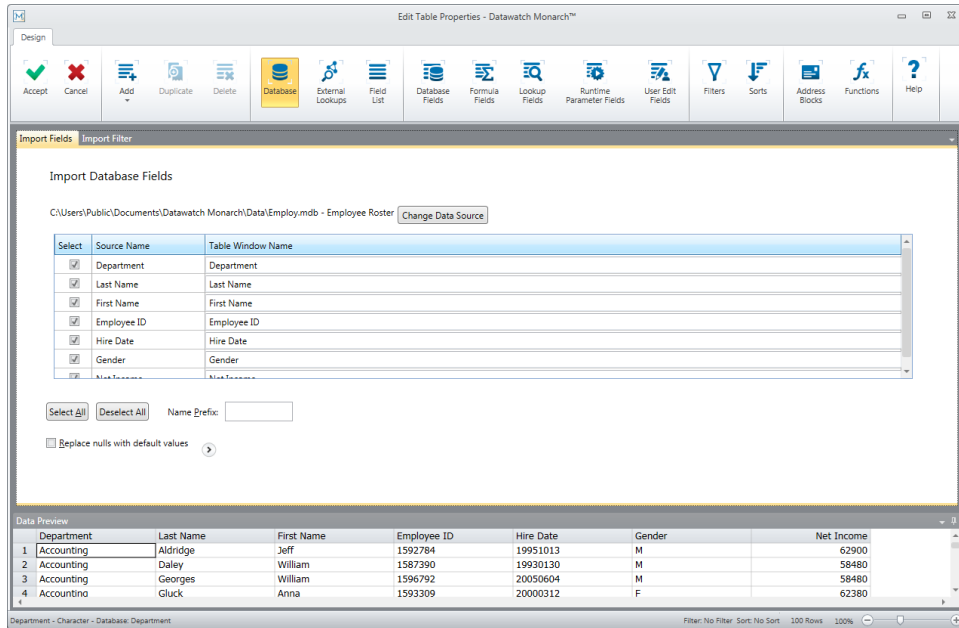 Edit Table Properties - Datawatch Monarch™
Design
Accept Cancel Add Duplicate Delete Database External Lookups Field List Database Fields Formula Fields Lookup Fields Runtime Parameter Fields User Edit Fields Filters Sorts Address Blocks Functions Help
Import Fields Import Filter
Import Database Fields
C:\Users\Public\Documents\Datawatch Monarch\Data\Employ.mdb - Employee Roster Change Data Source
Select Source Name Table Window Name
Department Department
Last Name Last Name
First Name First Name
Employee ID Employee ID
Hire Date Hire Date
Gender Gender
Net Income Net Income
Select All Deselect All Name Prefix:
Replace nulls with default values
Data Preview
Department Last Name First Name Employee ID Hire Date Gender Net Income
1 Accounting Aldridge Jeff 1592784 19951013 M 62900
2 Accounting Daley William 1587390 19930130 M 58480
3 Accounting Georges William 1596792 20050604 M 58480
4 Accounting Gluck Anna 1593309 20000312 F 62380
Department - Character - Database: Department Filter: No Filter Sort: No Sort 100 Rows 100%